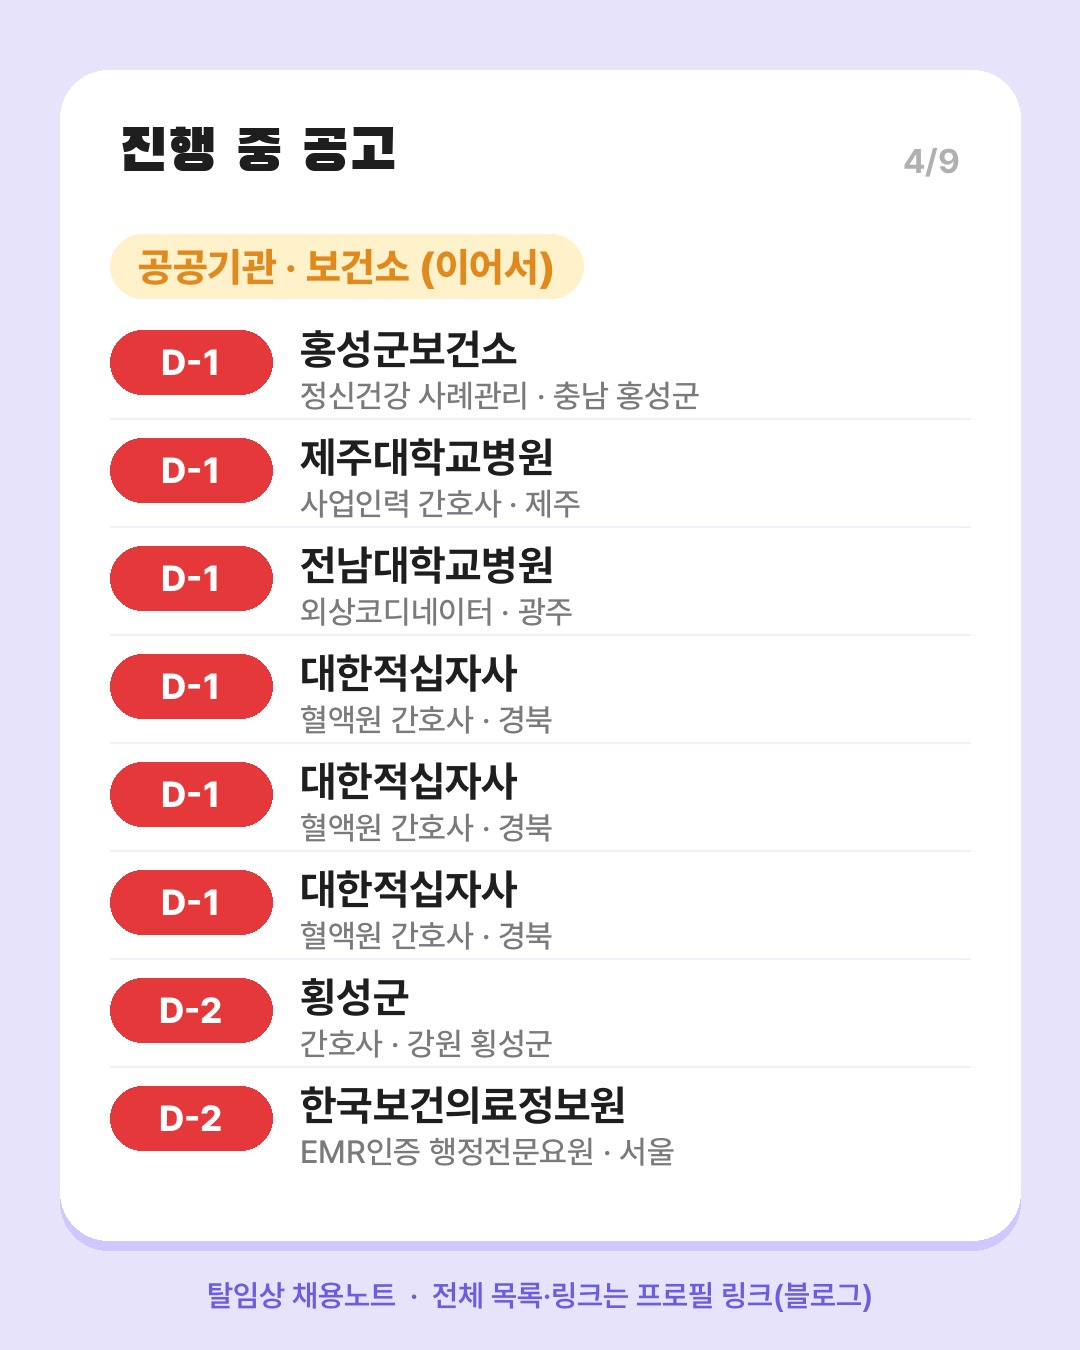 진행 중 공고
4/9
공공기관 · 보건소 (이어서)
D-1
홍성군보건소
정신건강 사례관리 · 충남 홍성군
D-1
제주대학교병원
사업인력 간호사 · 제주
D-1
전남대학교병원
외상코디네이터 · 광주
D-1
대한적십자사
혈액원 간호사 · 경북
D-1
대한적십자사
혈액원 간호사 · 경북
D-1
대한적십자사
혈액원 간호사 · 경북
D-2
횡성군
간호사 · 강원 횡성군
D-2
한국보건의료정보원
EMR인증 행정전문요원 · 서울
탈임상 채용노트 · 전체 목록·링크는 프로필 링크(블로그)